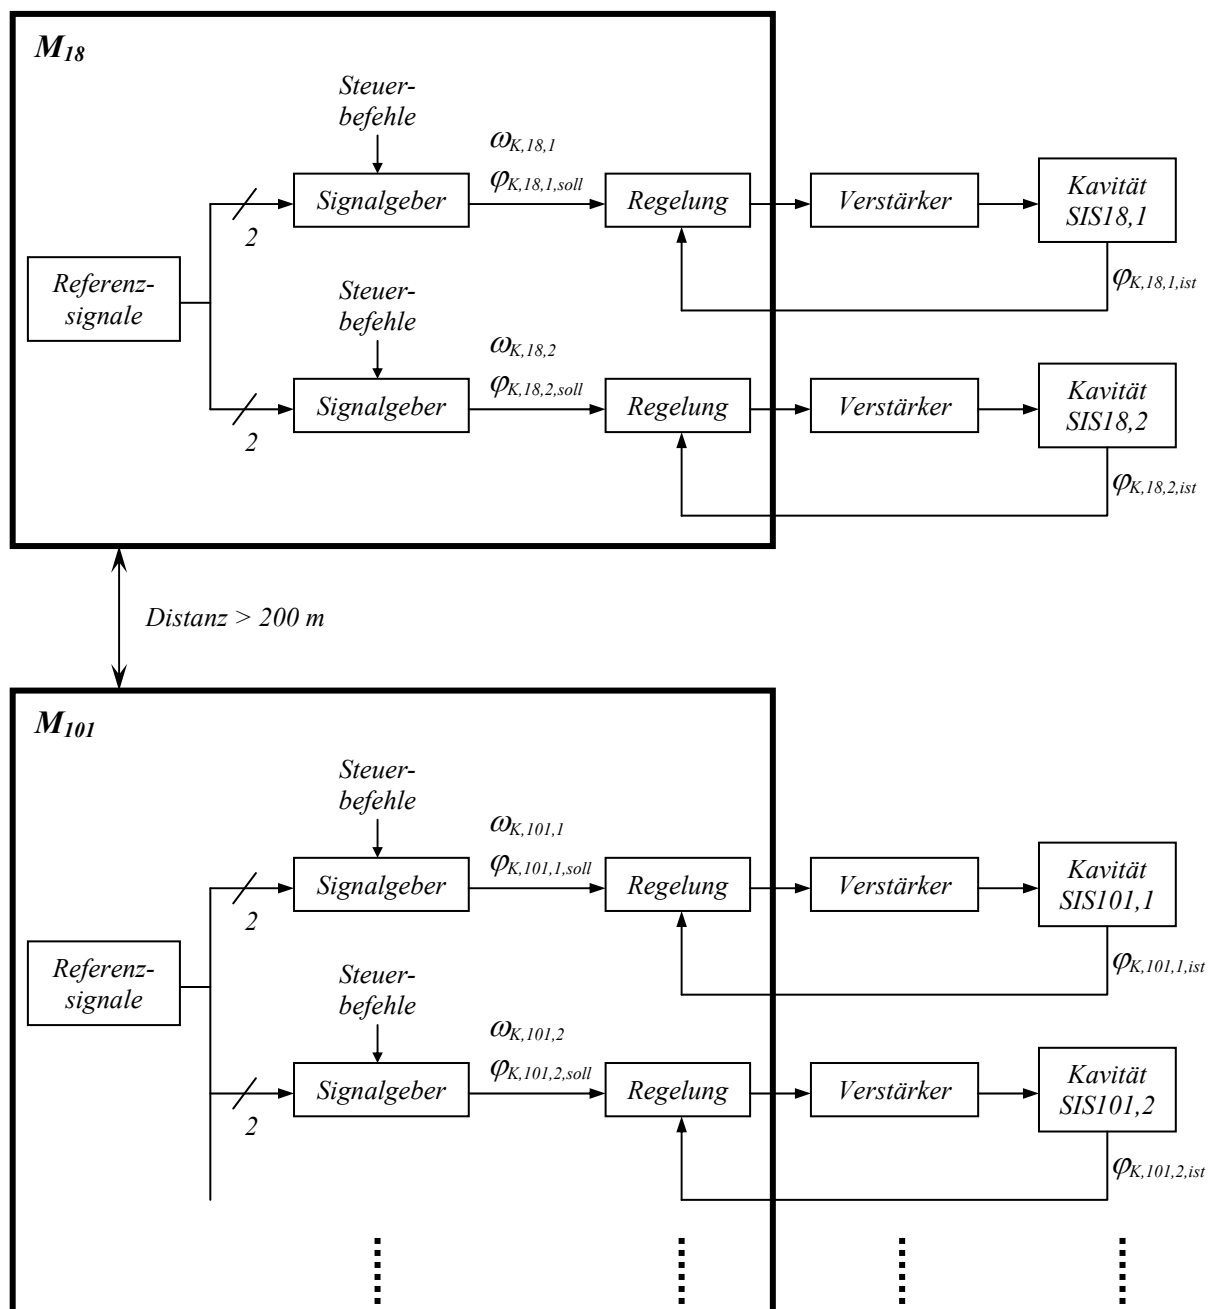 M18
Steuer-
befehle
ωK,18,1
φK,18,1,soll
Signalgeber
Regelung
Verstärker
Kavität
SIS18,1
2
φK,18,1,ist
Referenz-
signale
Steuer-
befehle
ωK,18,2
φK,18,2,soll
Signalgeber
Regelung
Verstärker
Kavität
SIS18,2
2
φK,18,2,ist
Distanz > 200 m
M101
Steuer-
befehle
ωK,101,1
φK,101,1,soll
Signalgeber
Regelung
Verstärker
Kavität
SIS101,1
2
φK,101,1,ist
Referenz-
signale
Steuer-
befehle
ωK,101,2
φK,101,2,soll
Signalgeber
Regelung
Verstärker
Kavität
SIS101,2
2
φK,101,2,ist